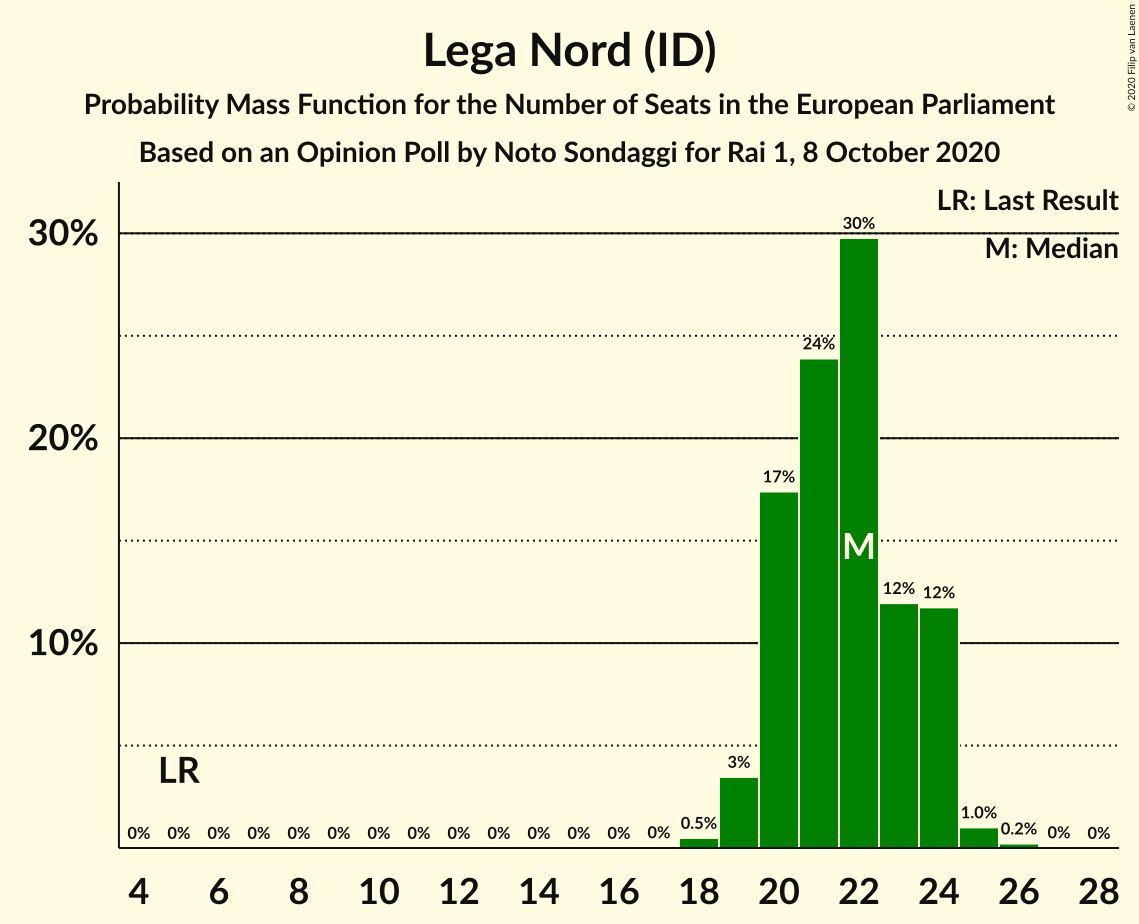 Lega Nord (ID)
Probability Mass Function for the Number of Seats in the European Parliament
Based on an Opinion Poll by Noto Sondaggi for Rai 1, 8 October 2020
© 2020 Filip van Laenen
LR: Last Result
M: Median
30%
20%
10%
30%
24%
17%
12% 12%
3%
0.5%
1.0%
0.2%
M
LR
0% 0% 0% 0% 0% 0% 0% 0% 0% 0% 0% 0% 0% 0% 0% 0%
4 6 8 10 12 14 16 18 20 22 24 26 28